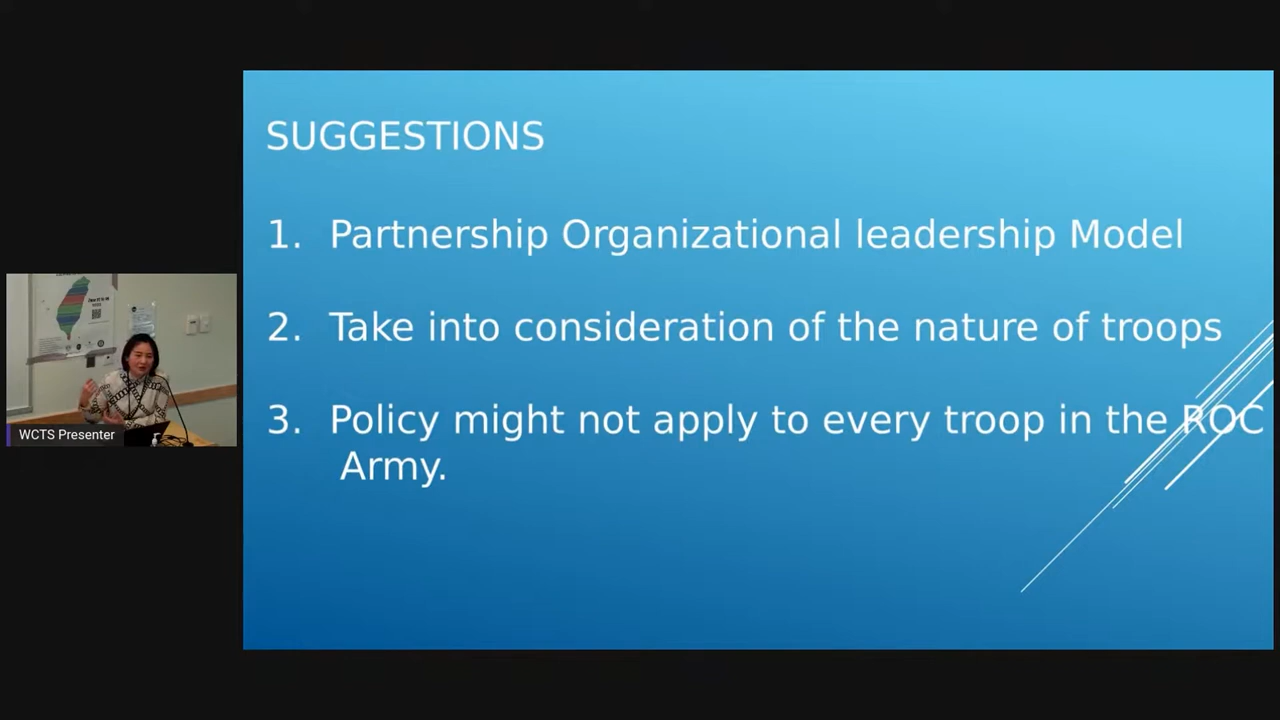 SUGGESTIONS
1. Partnership Organizational leadership Model
2. Take into consideration of the nature of troops
3. Policy might not apply to every troop in the ROC
Army.
WCTS Presenter